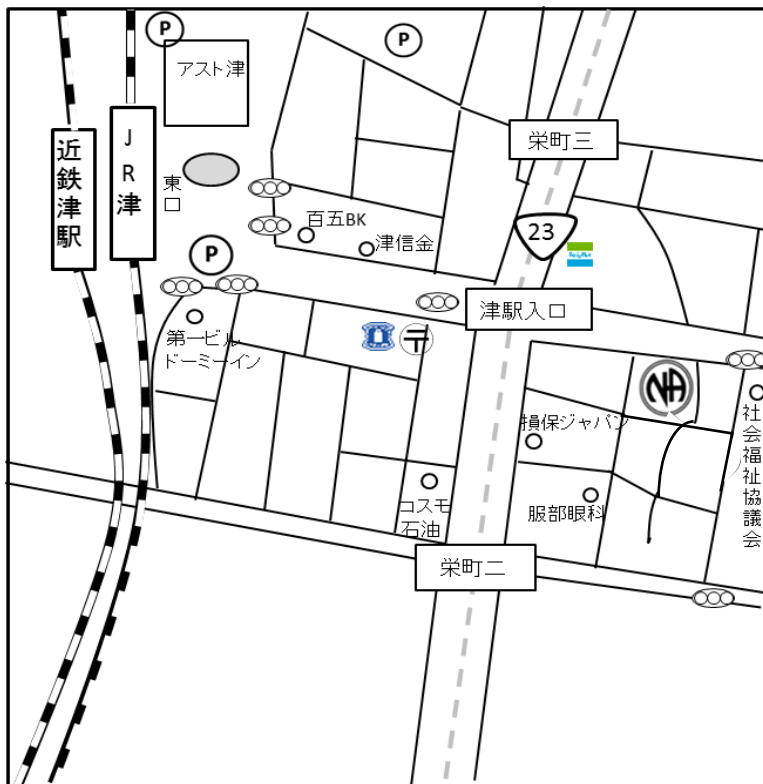 P
P
アスト津
近鉄津駅
JR津
東口
栄町三
百五BK
津信金
23
FamilyMart
P
津駅入口
第一ビル
ドーミーイン
〒
NA
損保ジャパン
社会福祉協議会
コスモ
石油
服部眼科
栄町二